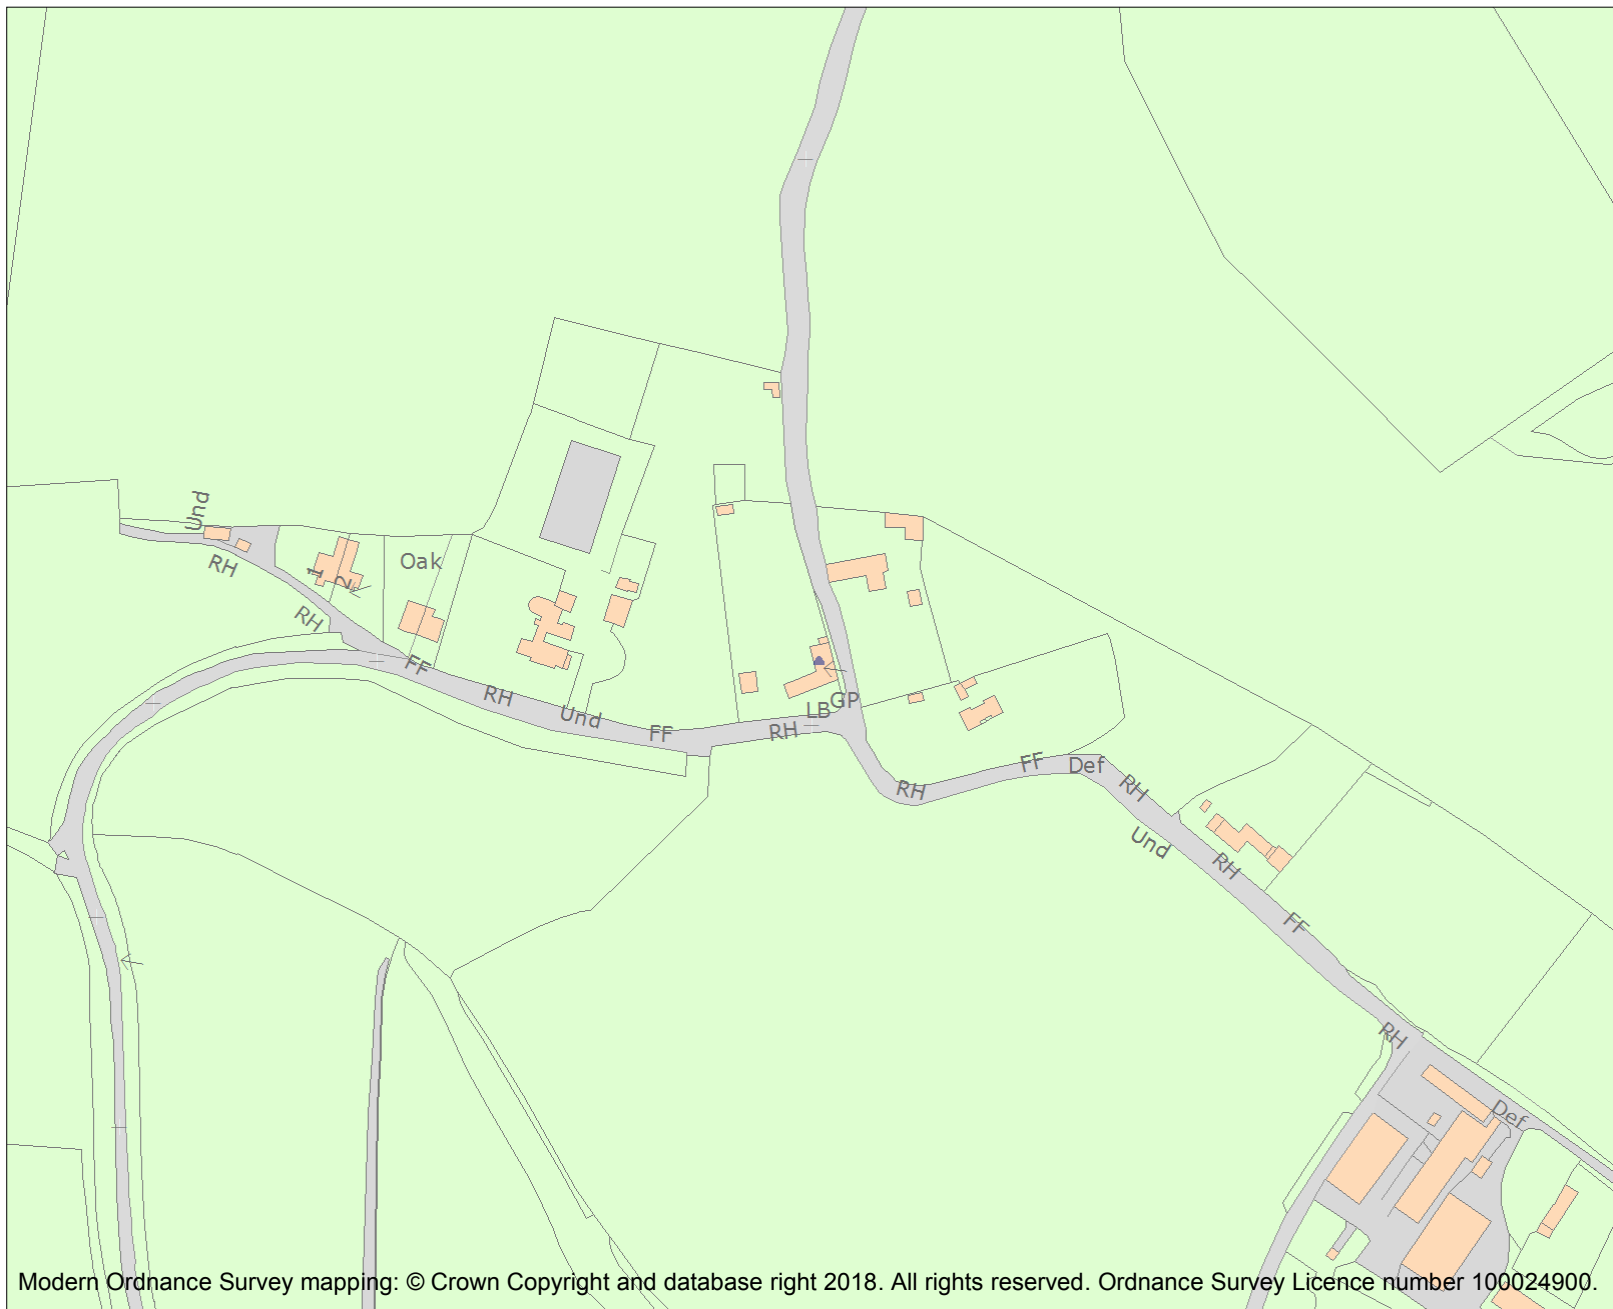 Und
RH
1
2
Oak
RH
FF
RH
Und
FF
RH
LB
GP
RH
FF
Def
RH
Und
RH
FF
RH
Def
Modern Ordnance Survey mapping: © Crown Copyright and database right 2018. All rights reserved. Ordnance Survey Licence number 100024900.